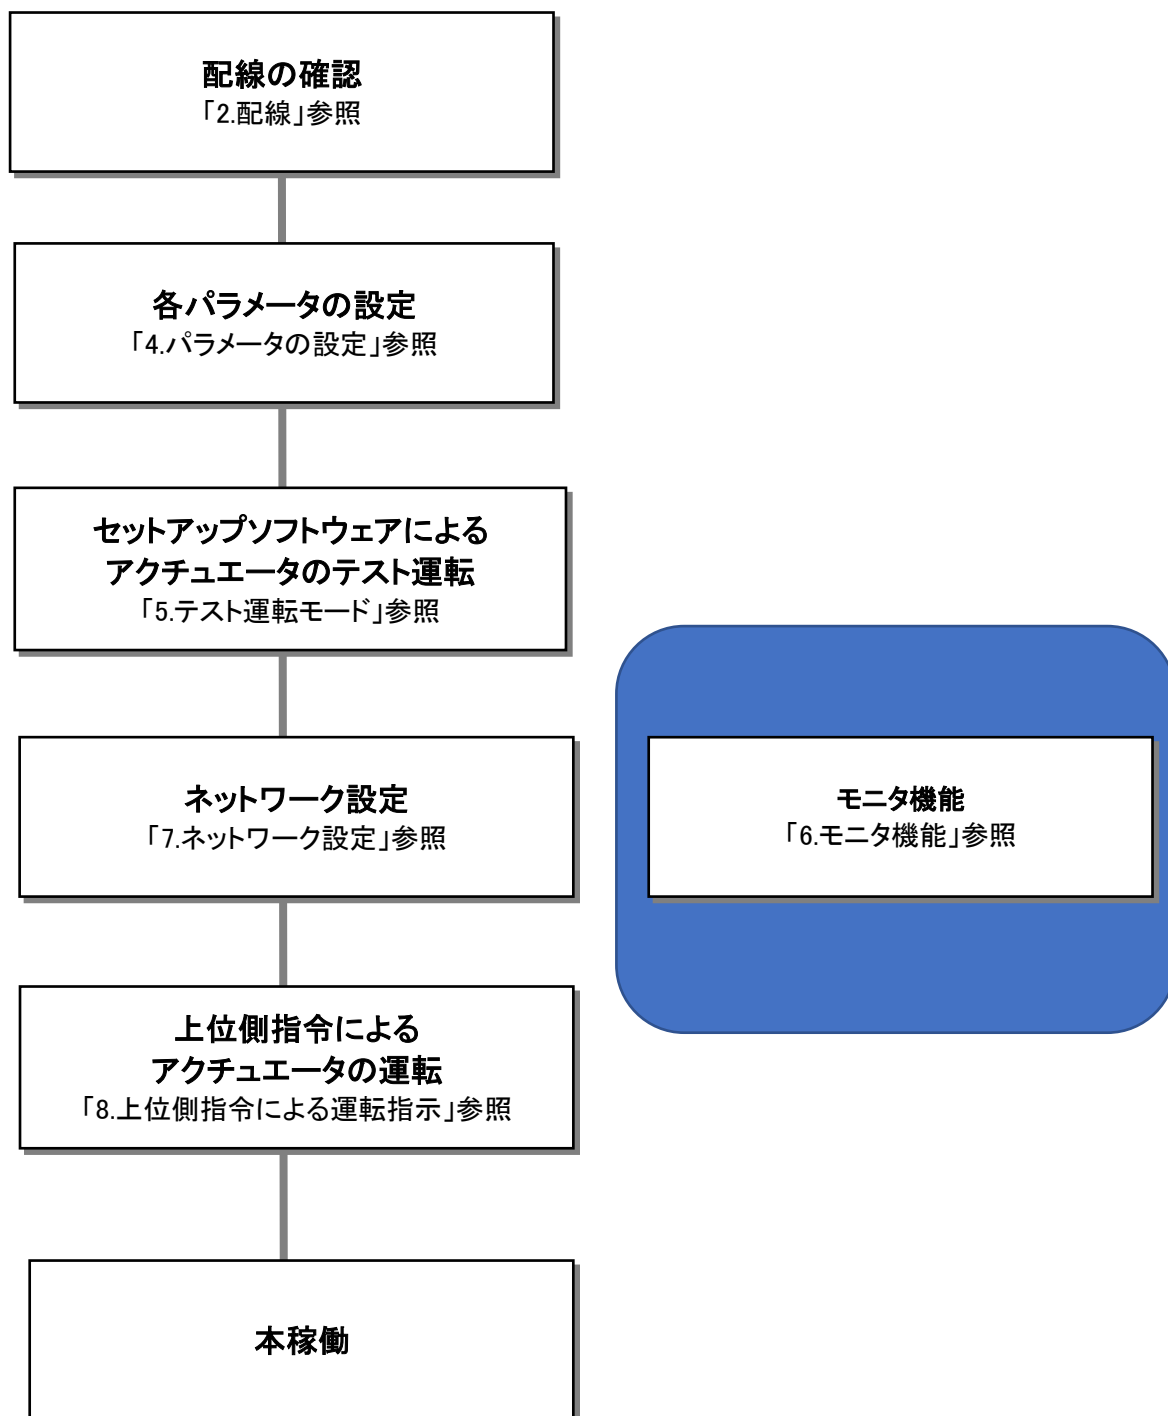 配線の確認
「2.配線」参照
各パラメータの設定
「4.パラメータの設定」参照
セットアップソフトウェアによる
アクチュエータのテスト運転
「5.テスト運転モード」参照
ネットワーク設定
「7.ネットワーク設定」参照
モニタ機能
「6.モニタ機能」参照
上位側指令による
アクチュエータの運転
「8.上位側指令による運転指示」参照
本稼働